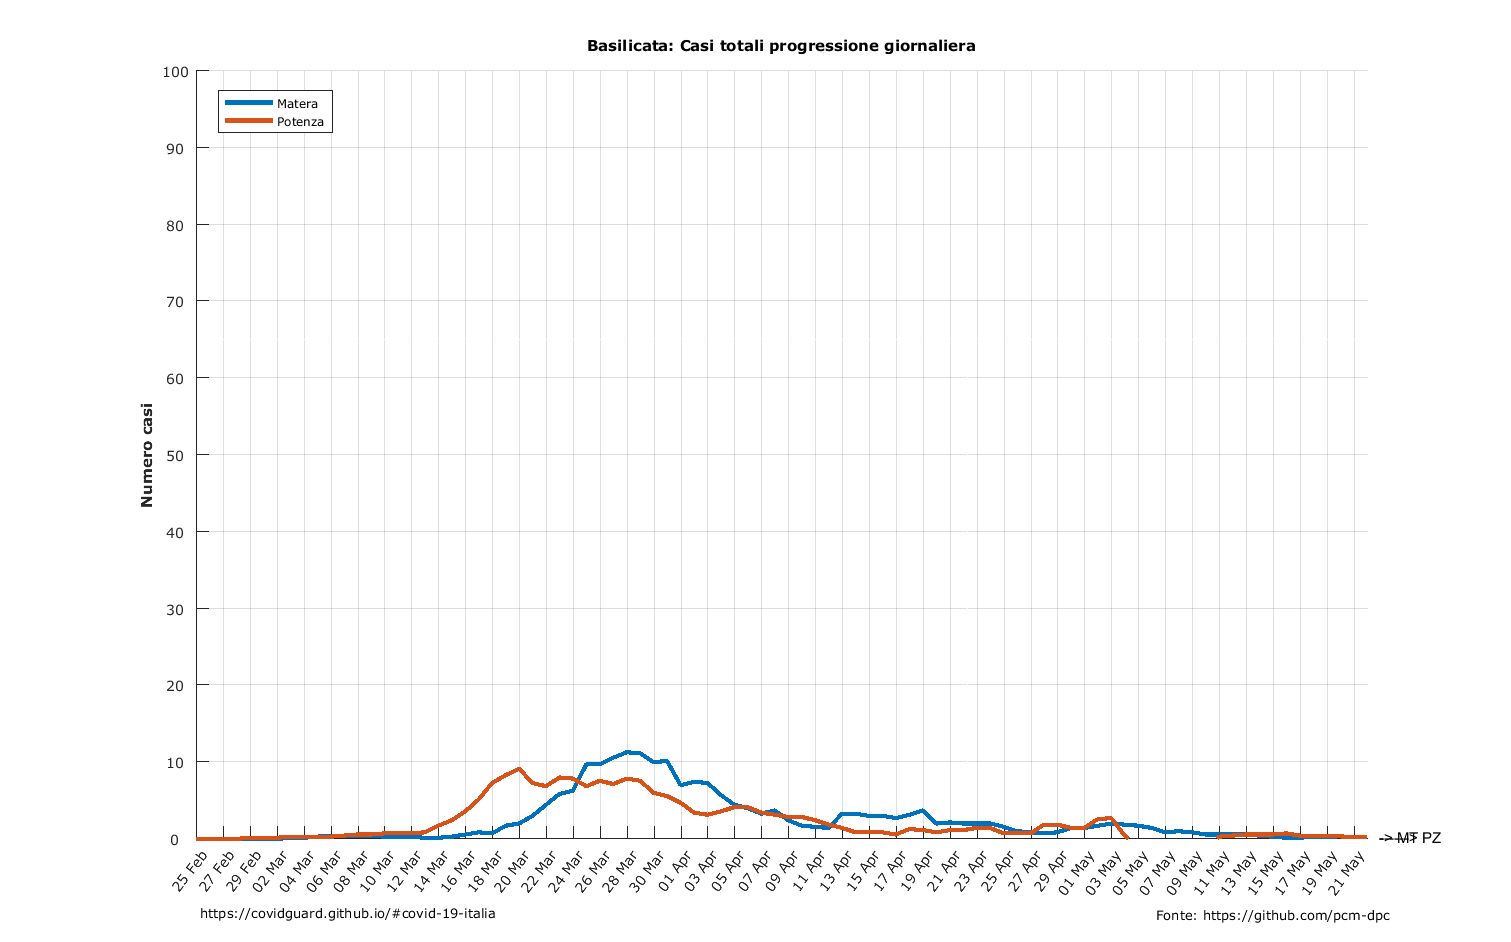 Basilicata: Casi totali progressione giornaliera
Matera
Potenza
Numero casi
100
90
80
70
60
50
40
30
20
10
0
25 Feb
27 Feb
29 Feb
02 Mar
04 Mar
06 Mar
08 Mar
10 Mar
12 Mar
14 Mar
16 Mar
18 Mar
20 Mar
22 Mar
24 Mar
26 Mar
28 Mar
30 Mar
01 Apr
03 Apr
05 Apr
07 Apr
09 Apr
11 Apr
13 Apr
15 Apr
17 Apr
19 Apr
21 Apr
23 Apr
25 Apr
27 Apr
29 Apr
01 May
03 May
05 May
07 May
09 May
11 May
13 May
15 May
17 May
19 May
21 May
-> MT PZ
https://covidguard.github.io/#covid-19-italia
Fonte: https://github.com/pcm-dpc